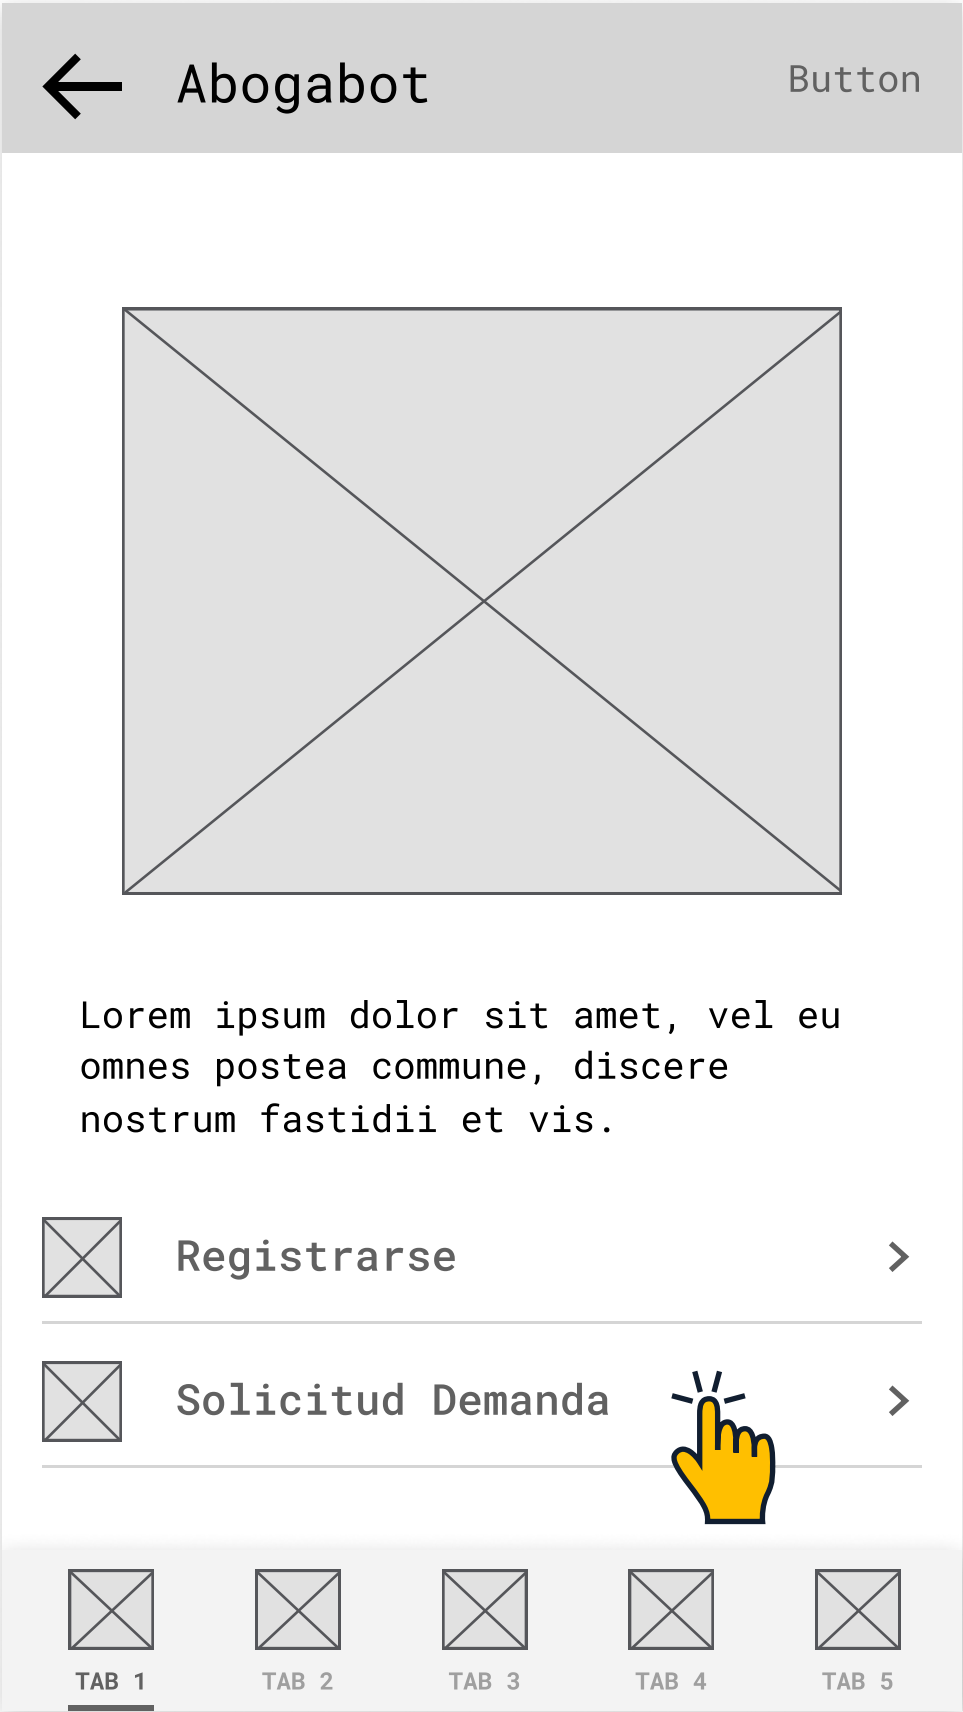 Abogabot
Button
Lorem ipsum dolor sit amet, vel eu
omnes postea commune, discere
nostrum fastidii et vis.
Registrarse
Solicitud Demanda
TAB 1
TAB 2
TAB 3
TAB 4
TAB 5